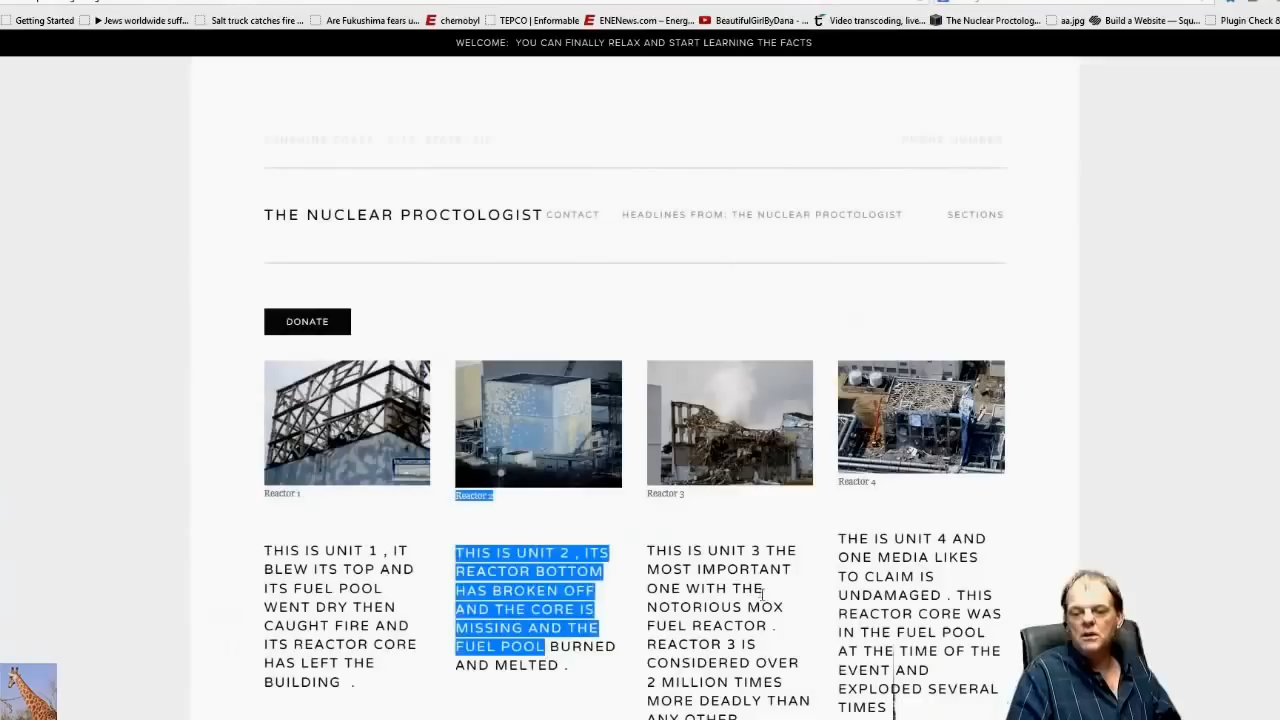 Getting Started
Jews worldwide suff...
Salt truck catches fire ...
Are Fukushima fears u...
chernobyl
TEPCO | Enformable
ENENews.com – Energ...
BeautifulGirlByDana - ...
Video transcoding, live...
The Nuclear Proctolog...
aa.jpg
Build a Website — Squ...
Plugin Check &
WELCOME: YOU CAN FINALLY RELAX AND START LEARNING THE FACTS
THE NUCLEAR PROCTOLOGIST
CONTACT
HEADLINES FROM: THE NUCLEAR PROCTOLOGIST
SECTIONS
DONATE
Reactor 1
THIS IS UNIT 1 , IT
BLEW ITS TOP AND
ITS FUEL POOL
WENT DRY THEN
CAUGHT FIRE AND
ITS REACTOR CORE
HAS LEFT THE
BUILDING .
Reactor 2
THIS IS UNIT 2 , ITS
REACTOR BOTTOM
HAS BROKEN OFF
AND THE CORE IS
MISSING AND THE
FUEL POOL BURNED
AND MELTED .
Reactor 3
THIS IS UNIT 3 THE
MOST IMPORTANT
ONE WITH THE
NOTORIOUS MOX
FUEL REACTOR .
REACTOR 3 IS
CONSIDERED OVER
2 MILLION TIMES
MORE DEADLY THAN
ANY OTHER
Reactor 4
THE IS UNIT 4 AND
ONE MEDIA LIKES
TO CLAIM IS
UNDAMAGED . THIS
REACTOR CORE WAS
IN THE FUEL POOL
AT THE TIME OF THE
EVENT AND
EXPLODED SEVERAL
TIMES